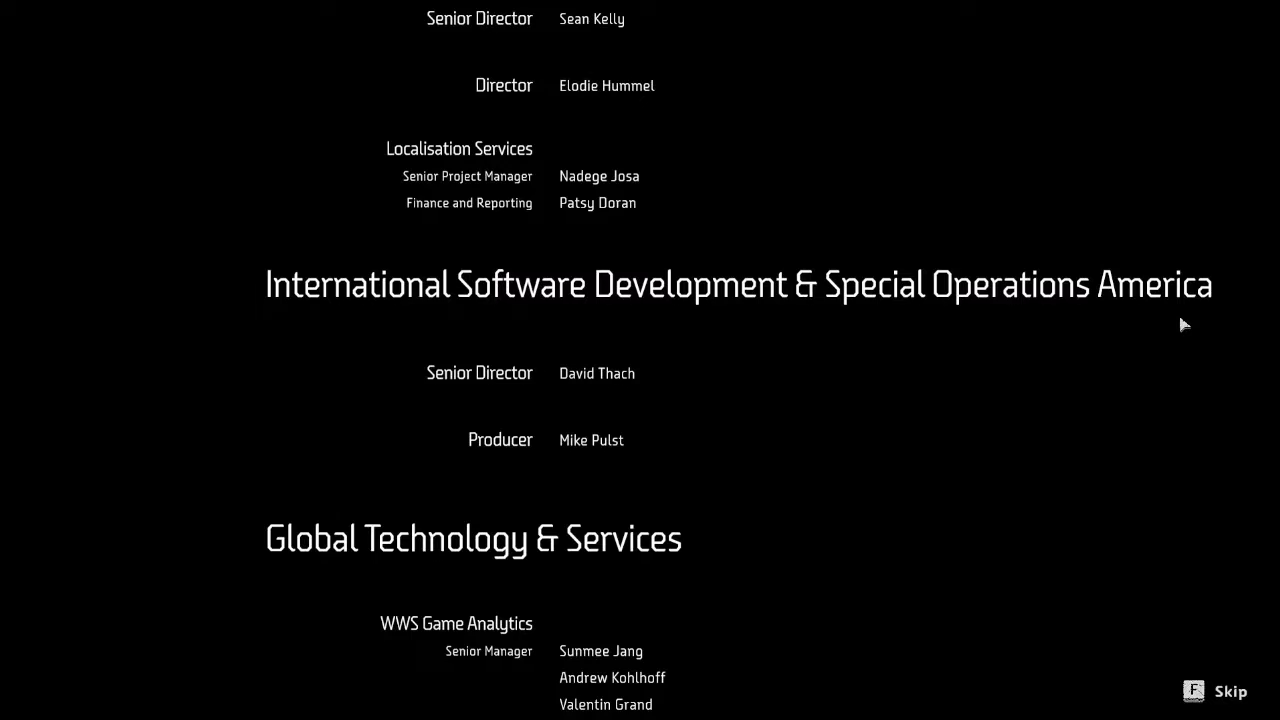 Senior Director Sean Kelly
Director Elodie Hummel
Localisation Services
Senior Project Manager Nadege Josa
Finance and Reporting Patsy Doran
International Software Development & Special Operations America
Senior Director David Thach
Producer Mike Pulst
Global Technology & Services
WWS Game Analytics
Senior Manager Sunmee Jang
Andrew Kohlhoff
Valentin Grand
F Skip